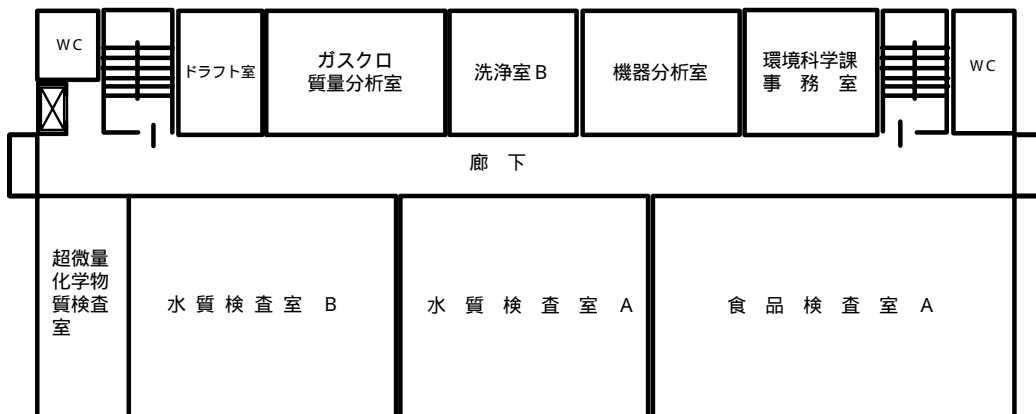 WC
ドラフト室
ガスクロ
質量分析室
洗浄室B
機器分析室
環境科学課
事 務 室
WC
廊 下
超微量
化学物
質検査
室
水 質 検 査 室 B
水 質 検 査 室 A
食 品 検 査 室 A